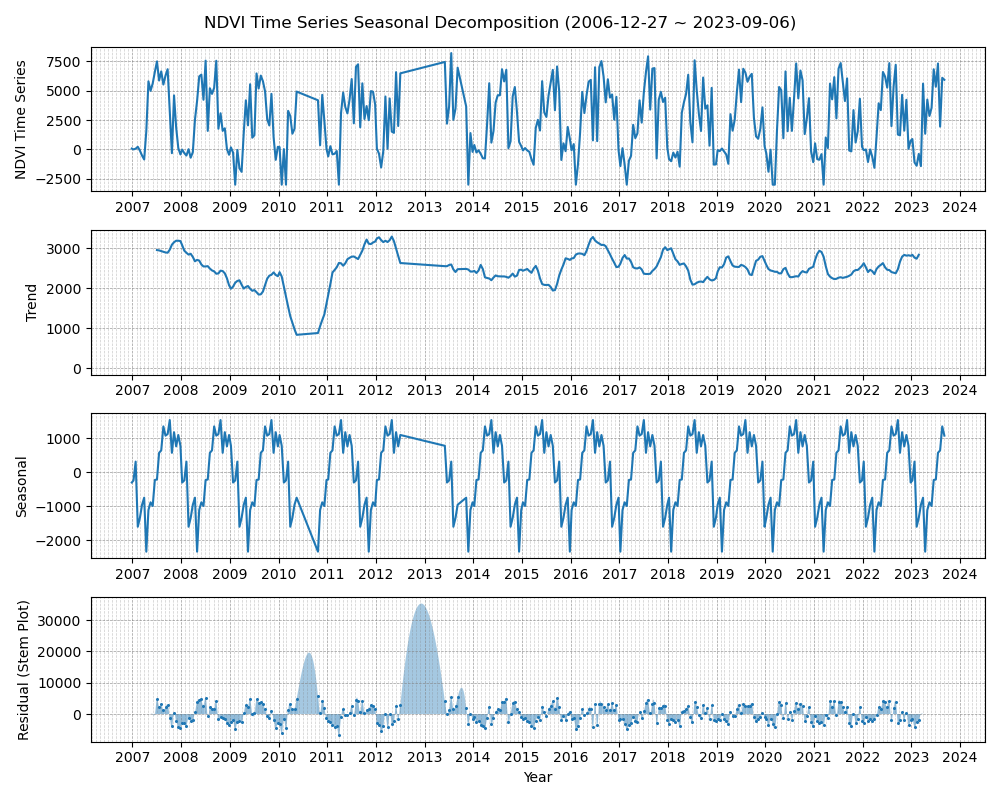 NDVI Time Series Seasonal Decomposition (2006-12-27 ~ 2023-09-06)
NDVI Time Series
7500
5000
2500
0
−2500
2007 2008 2009 2010 2011 2012 2013 2014 2015 2016 2017 2018 2019 2020 2021 2022 2023 2024
Trend
3000
2000
1000
0
2007 2008 2009 2010 2011 2012 2013 2014 2015 2016 2017 2018 2019 2020 2021 2022 2023 2024
Seasonal
1000
0
−1000
−2000
2007 2008 2009 2010 2011 2012 2013 2014 2015 2016 2017 2018 2019 2020 2021 2022 2023 2024
Residual (Stem Plot)
30000
20000
10000
0
2007 2008 2009 2010 2011 2012 2013 2014 2015 2016 2017 2018 2019 2020 2021 2022 2023 2024
Year